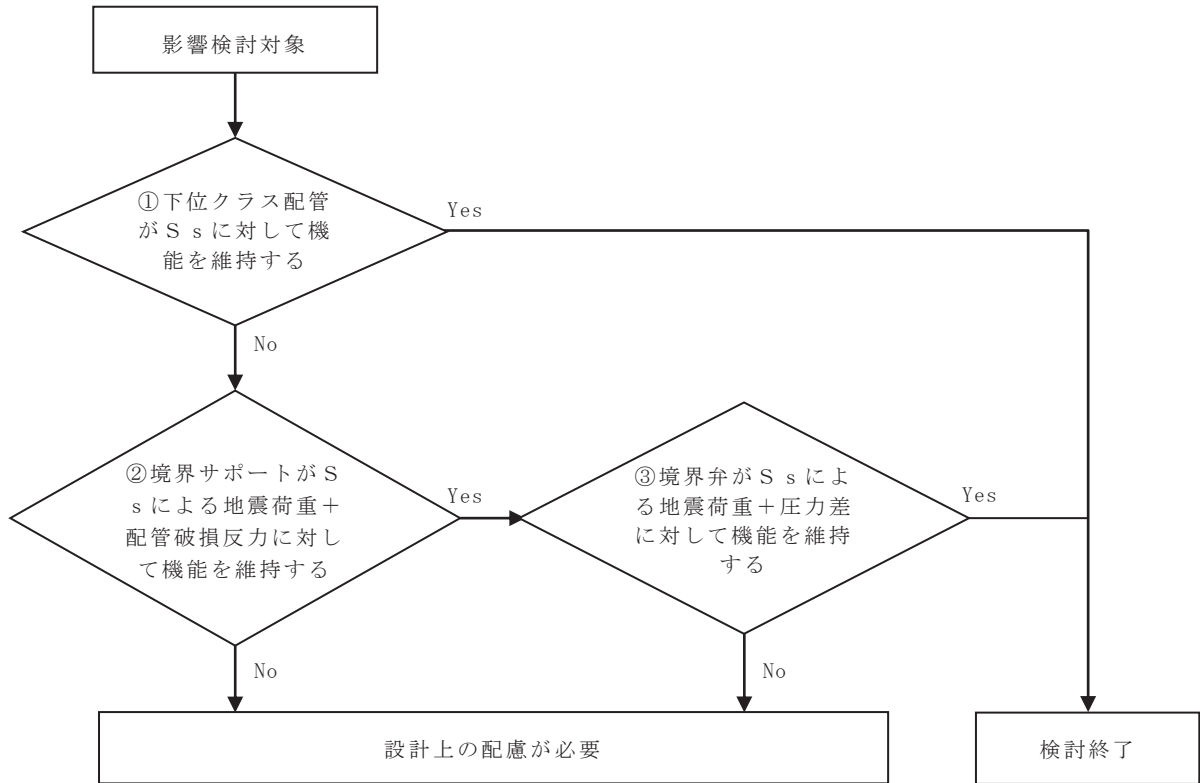 影響検討対象
①下位クラス配管
がＳｓに対して機
能を維持する
Yes
No
②境界サポートがＳ
ｓによる地震荷重＋
配管破損反力に対し
て機能を維持する
Yes
③境界弁がＳｓによ
る地震荷重＋圧力差
に対して機能を維持
する
Yes
No
No
設計上の配慮が必要
検討終了